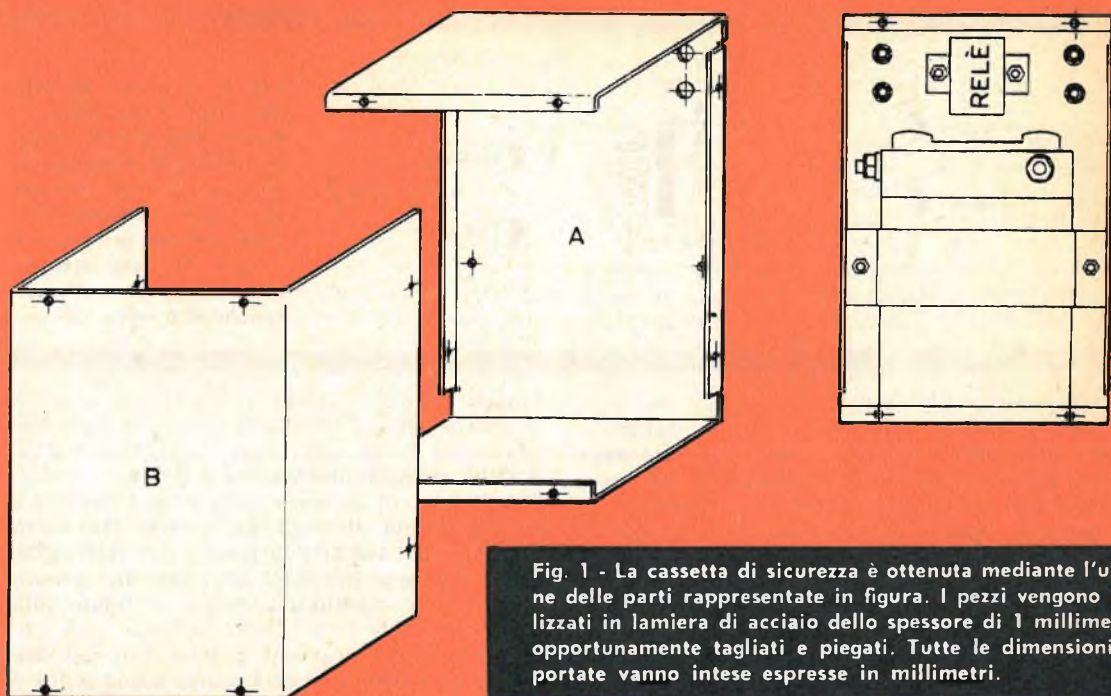 A
RELÈ
B
Fig. 1 - La cassetta di sicurezza è ottenuta mediante l'u
ne delle parti rappresentate in figura. I pezzi vengono
lizzati in lamiera di acciaio dello spessore di 1 millime
opportunamente tagliati e piegati. Tutte le dimensioni
portate vanno intese espresse in millimetri.